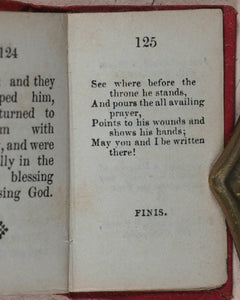 124
; and they
ped him,
turned to
m with
, and were
lly in the
blessing
sing God.
125
See where before the
throne he stands,
And pours the all availing
prayer,
Points to his wounds and
shows his hands;
May you and I be written
there!
FINIS.